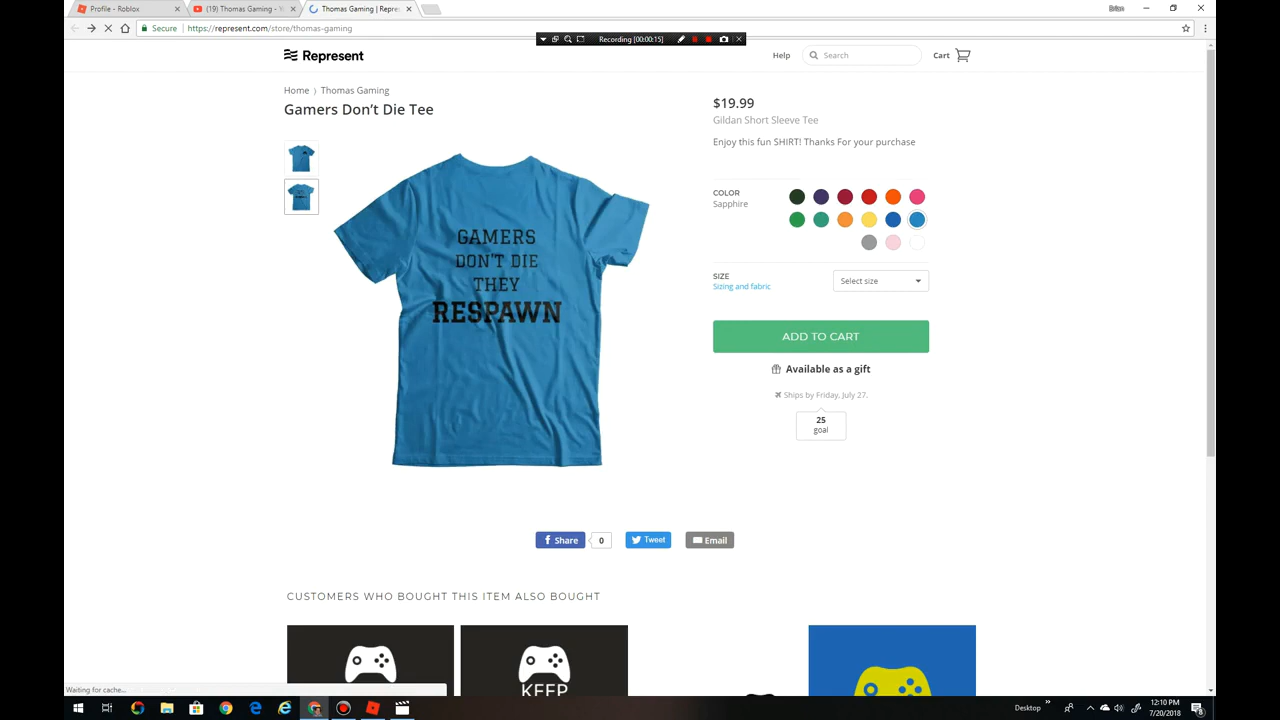 Profile - Roblox
(19) Thomas Gaming - Y
Thomas Gaming | Repres
Brian
Secure
https://represent.com/store/thomas-gaming
Recording [00:00:15]
Represent
Help
Search
Cart
Home > Thomas Gaming
Gamers Don't Die Tee
$19.99
Gildan Short Sleeve Tee
Enjoy this fun SHIRT! Thanks For your purchase
COLOR
Sapphire
GAMERS
DON'T DIE
THEY
RESPAWN
SIZE
Sizing and fabric
Select size
ADD TO CART
Available as a gift
Ships by Friday, July 27.
25
goal
Share
0
Tweet
Email
CUSTOMERS WHO BOUGHT THIS ITEM ALSO BOUGHT
KEEP
Waiting for cache...
Desktop
12:10 PM
7/20/2018
8